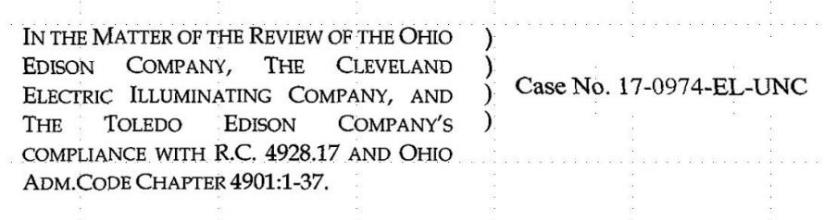 IN THE MATTER OF THE REVIEW OF THE OHIO )
EDISON COMPANY, THE CLEVELAND )
ELECTRIC ILLUMINATING COMPANY, AND ) Case No. 17-0974-EL-UNC
THE TOLEDO EDISON COMPANY'S )
COMPLIANCE WITH R.C. 4928.17 AND OHIO
ADM.CODE CHAPTER 4901:1-37.